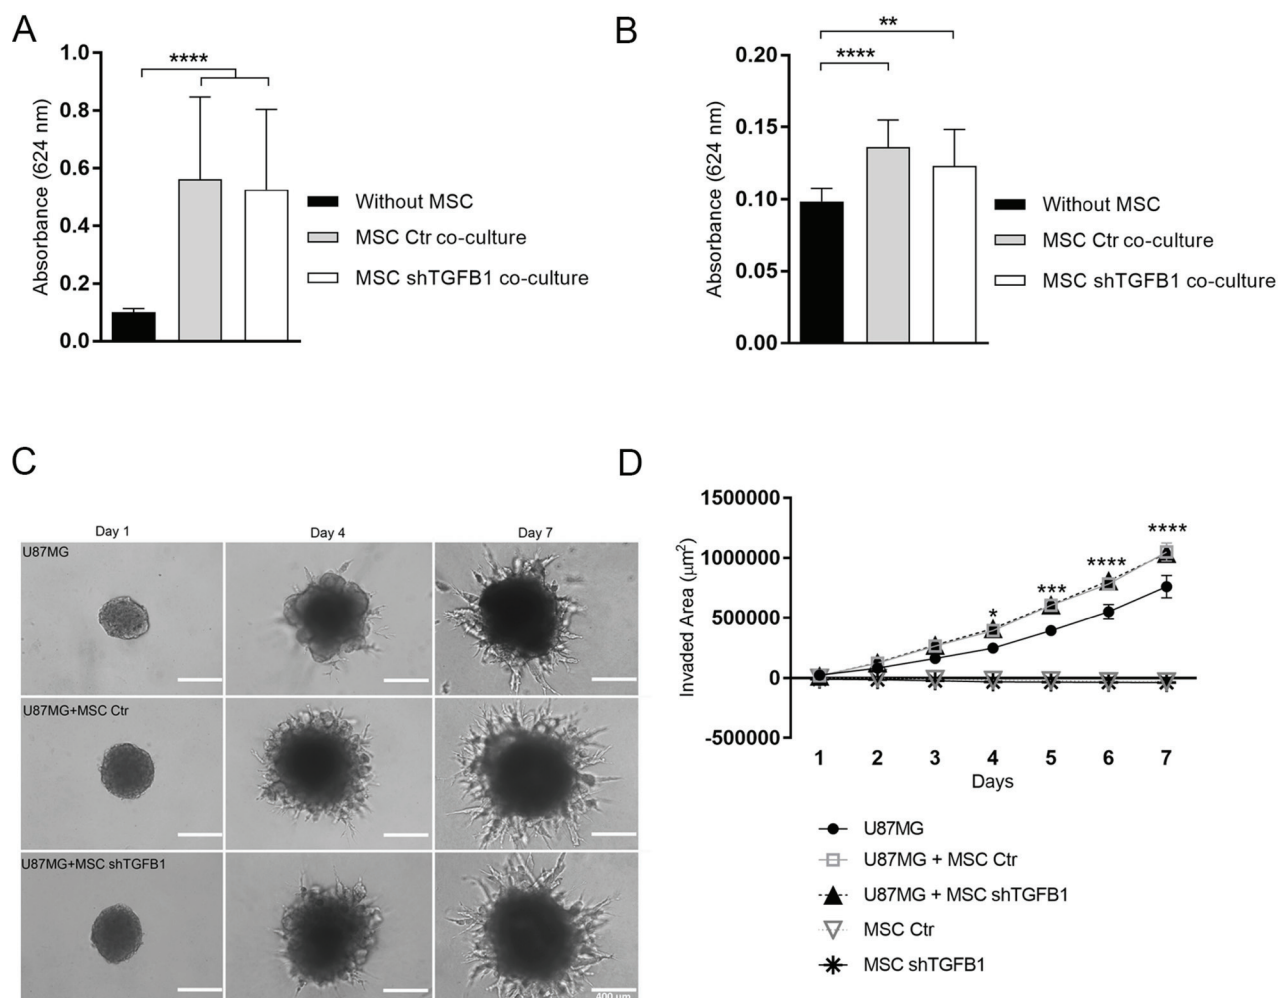 A
1.0
0.8
0.6
0.4
0.2
0.0
Absorbance (624 nm)
****
Without MSC
MSC Ctr co-culture
MSC shTGFB1 co-culture
B
0.20
0.15
0.10
0.05
0.00
Absorbance (624 nm)
**
****
Without MSC
MSC Ctr co-culture
MSC shTGFB1 co-culture
C
Day 1
Day 4
Day 7
U87MG
U87MG+MSC Ctr
U87MG+MSC shTGFB1
400 µm
D
1500000
1000000
500000
0
-500000
Invaded Area (µm²)
*
***
****
****
1 2 3 4 5 6 7
Days
U87MG
U87MG + MSC Ctr
U87MG + MSC shTGFB1
MSC Ctr
MSC shTGFB1